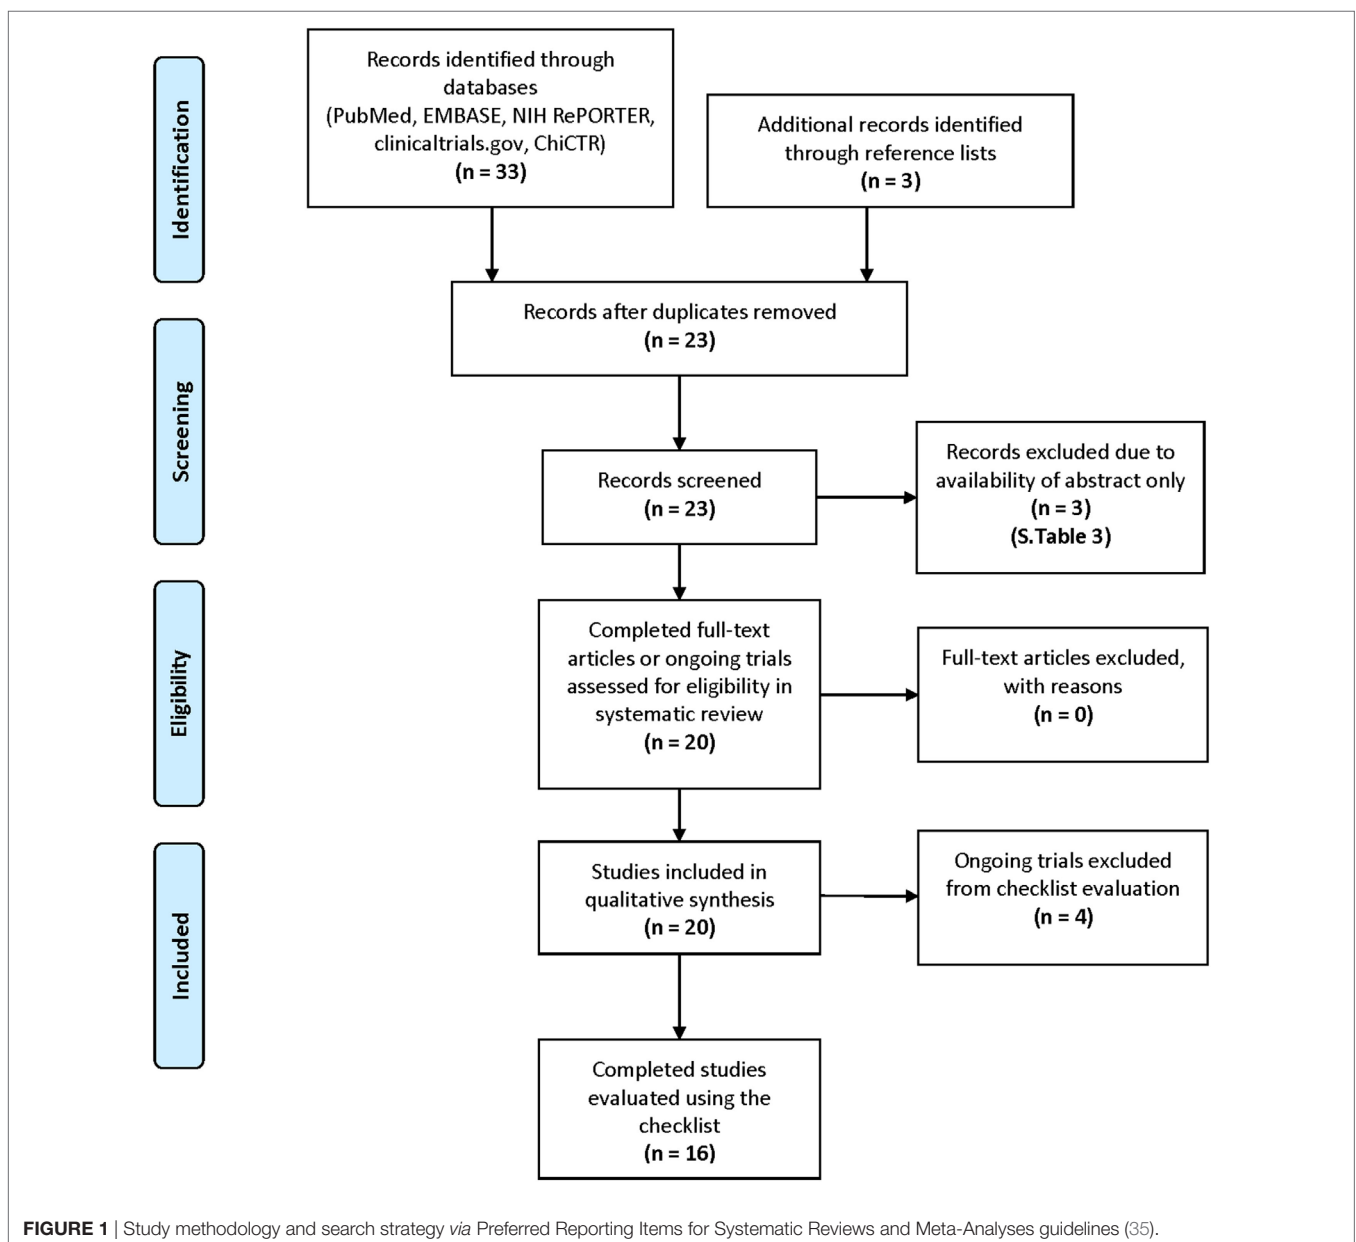 Identification
Records identified through
databases
(PubMed, EMBASE, NIH RePORTER,
clinicaltrials.gov, ChiCTR)
(n = 33)
Additional records identified
through reference lists
(n = 3)
Records after duplicates removed
(n = 23)
Screening
Records screened
(n = 23)
Records excluded due to
availability of abstract only
(n = 3)
(S.Table 3)
Eligibility
Completed full-text
articles or ongoing trials
assessed for eligibility in
systematic review
(n = 20)
Full-text articles excluded,
with reasons
(n = 0)
Included
Studies included in
qualitative synthesis
(n = 20)
Ongoing trials excluded
from checklist evaluation
(n = 4)
Completed studies
evaluated using the
checklist
(n = 16)
FIGURE 1 | Study methodology and search strategy via Preferred Reporting Items for Systematic Reviews and Meta-Analyses guidelines (35).